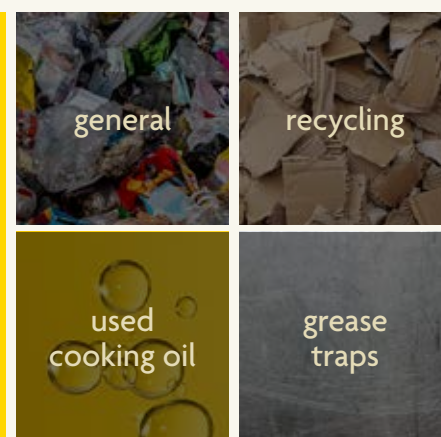 general
recycling
used
cooking oil
grease
traps